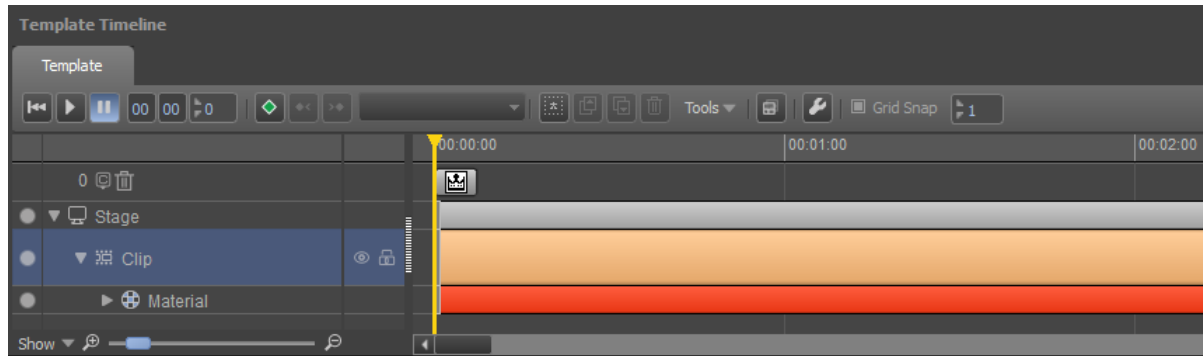 Template Timeline
Template
00 00 0 Tools Grid Snap 1
00:00:00 00:01:00 00:02:00
0
Stage
Clip
Material
Show